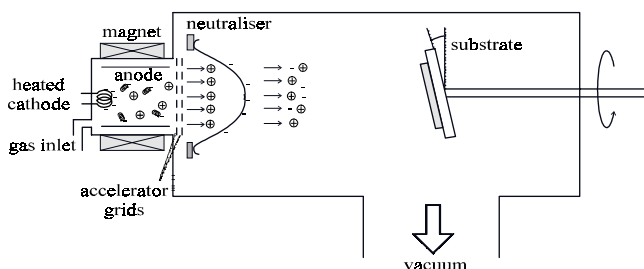 magnet
neutraliser
anode
substrate
heated
cathode
gas inlet
accelerator
grids
vacuum